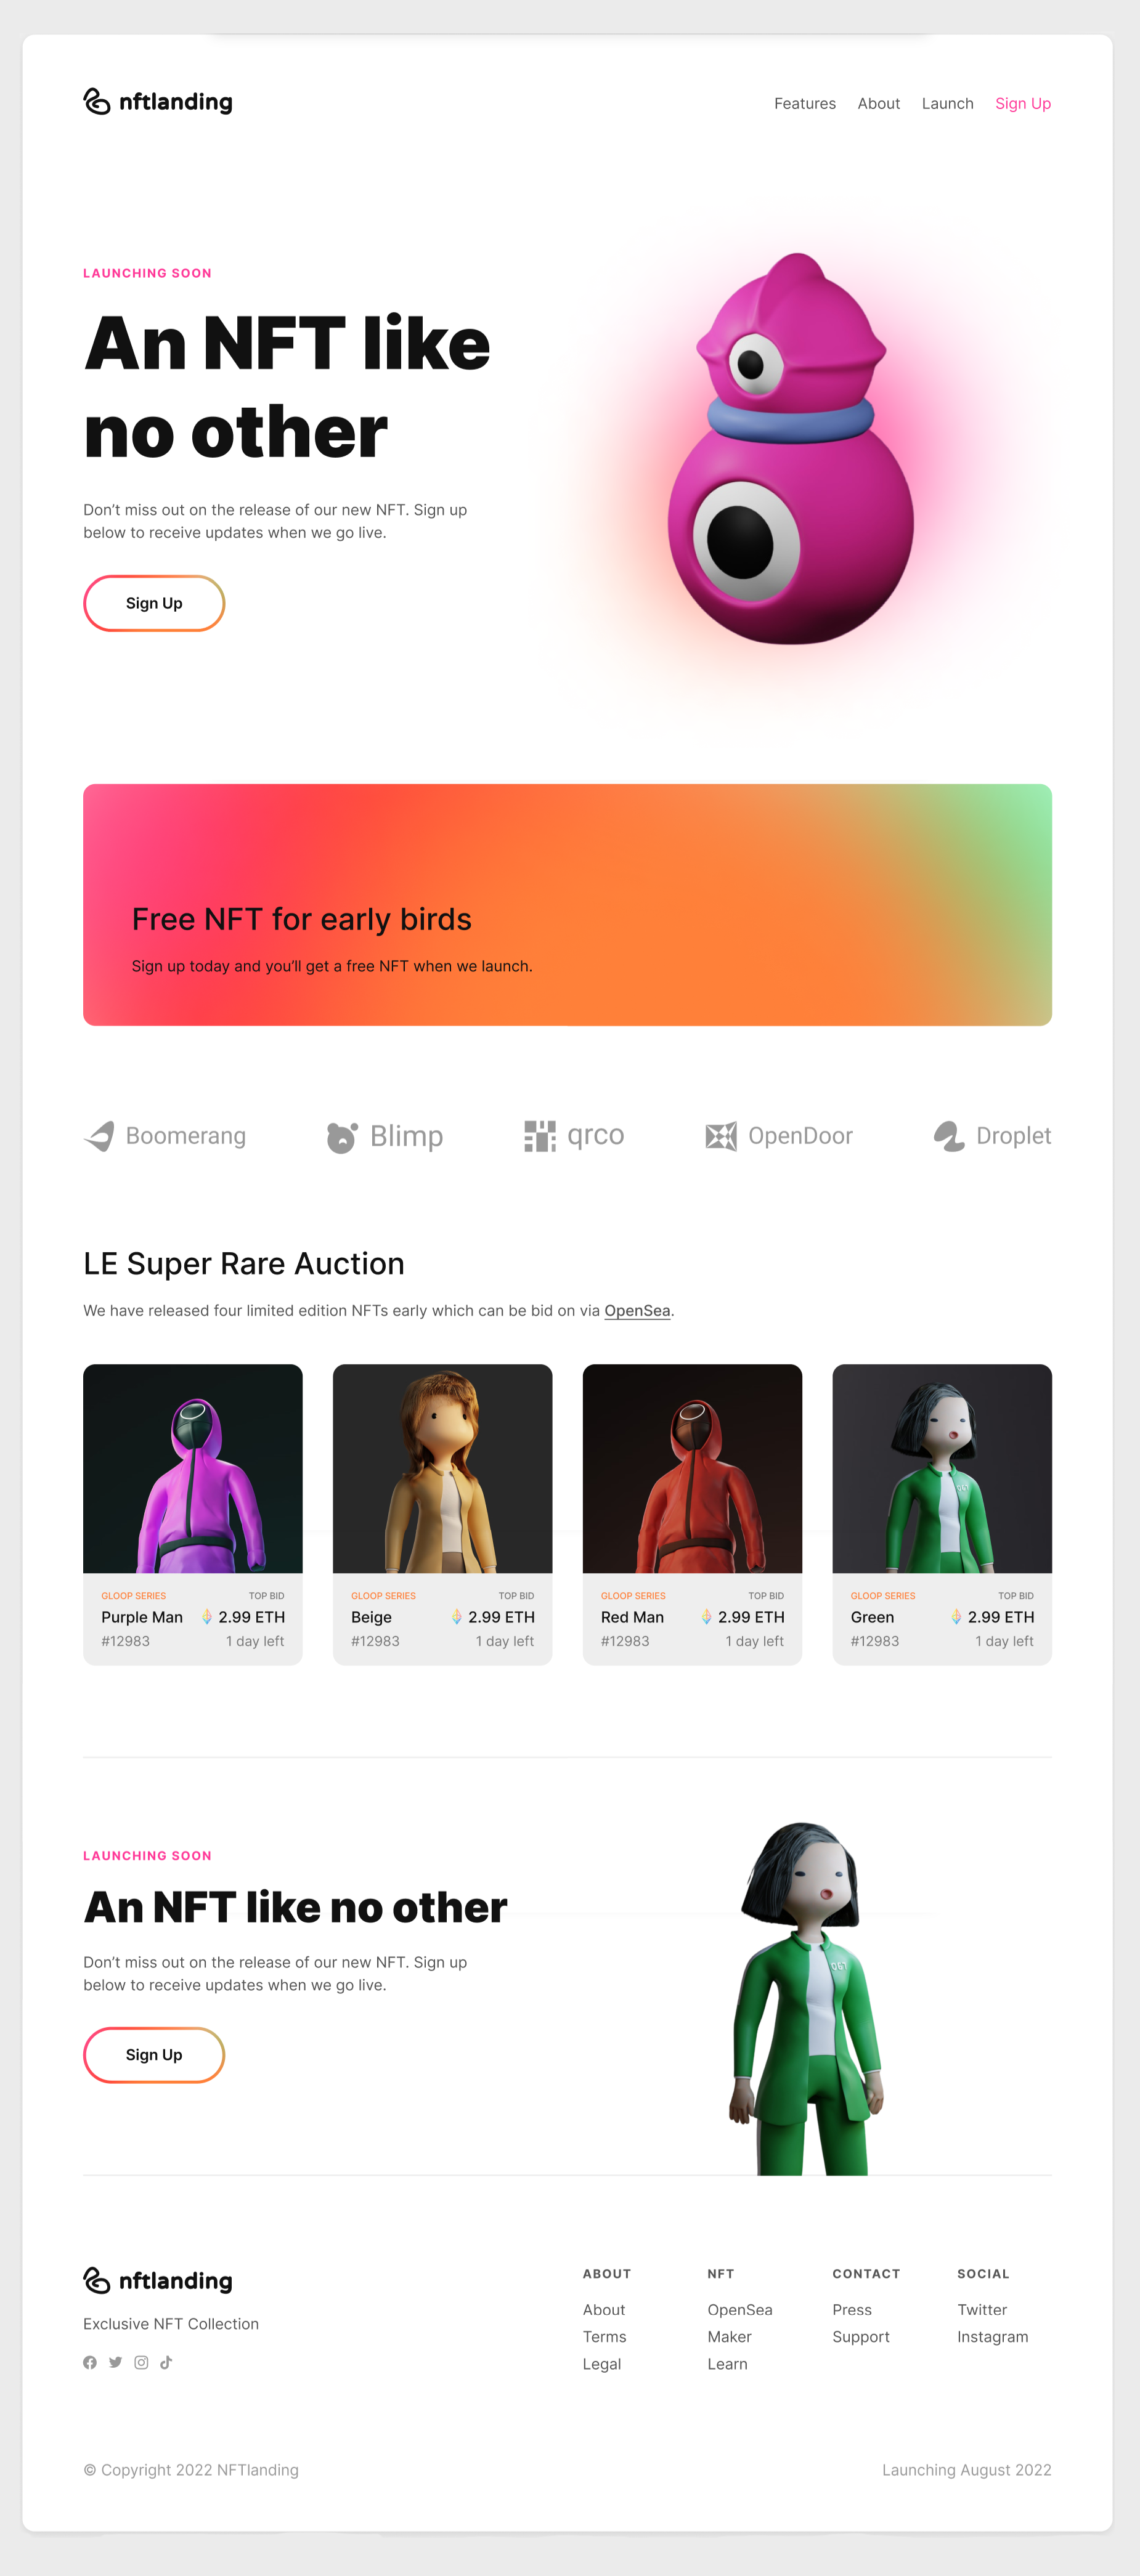 nftlanding
Features About Launch Sign Up
LAUNCHING SOON
An NFT like
no other
Don’t miss out on the release of our new NFT. Sign up
below to receive updates when we go live.
Sign Up
Free NFT for early birds
Sign up today and you’ll get a free NFT when we launch.
Boomerang Blimp qrco OpenDoor Droplet
LE Super Rare Auction
We have released four limited edition NFTs early which can be bid on via OpenSea.
067
GLOOP SERIES TOP BID
Purple Man 2.99 ETH
#12983 1 day left
GLOOP SERIES TOP BID
Beige 2.99 ETH
#12983 1 day left
GLOOP SERIES TOP BID
Red Man 2.99 ETH
#12983 1 day left
GLOOP SERIES TOP BID
Green 2.99 ETH
#12983 1 day left
LAUNCHING SOON
An NFT like no other
Don’t miss out on the release of our new NFT. Sign up
below to receive updates when we go live.
Sign Up
067
nftlanding
Exclusive NFT Collection
ABOUT
About
Terms
Legal
NFT
OpenSea
Maker
Learn
CONTACT
Press
Support
SOCIAL
Twitter
Instagram
© Copyright 2022 NFTlanding
Launching August 2022